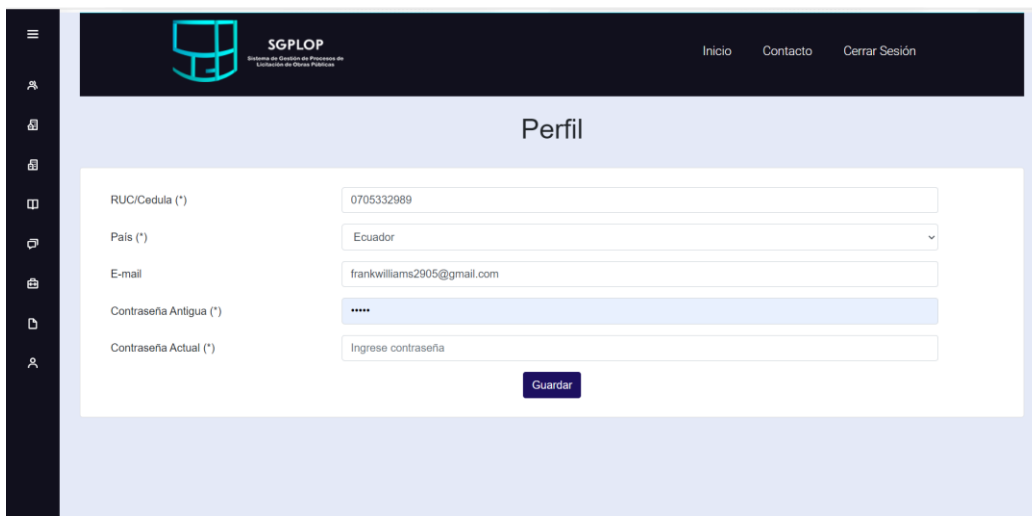 SGPLOP
Sistema de Gestión de Procesos de
Licitación de Obras Públicas
Inicio Contacto Cerrar Sesión
Perfil
RUC/Cedula (*) 0705332989
País (*) Ecuador
E-mail frankwilliams2905@gmail.com
Contraseña Antigua (*) •••••
Contraseña Actual (*) Ingrese contraseña
Guardar